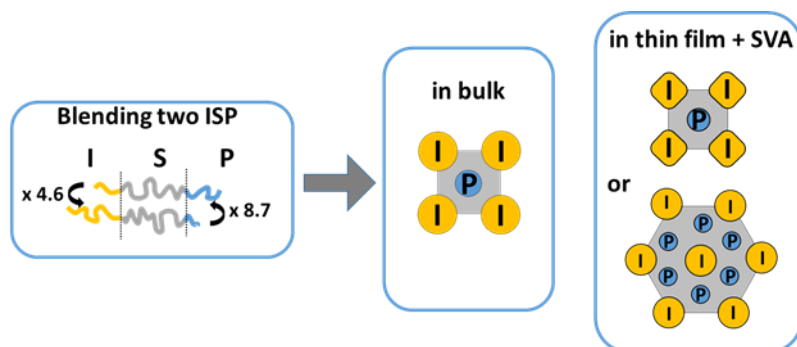 Blending two ISP
I S P
x 4.6
x 8.7
in bulk
I I
P
I I
in thin film + SVA
I I
P
I I
or
I I
P
P P
I I I
P P
P
I I